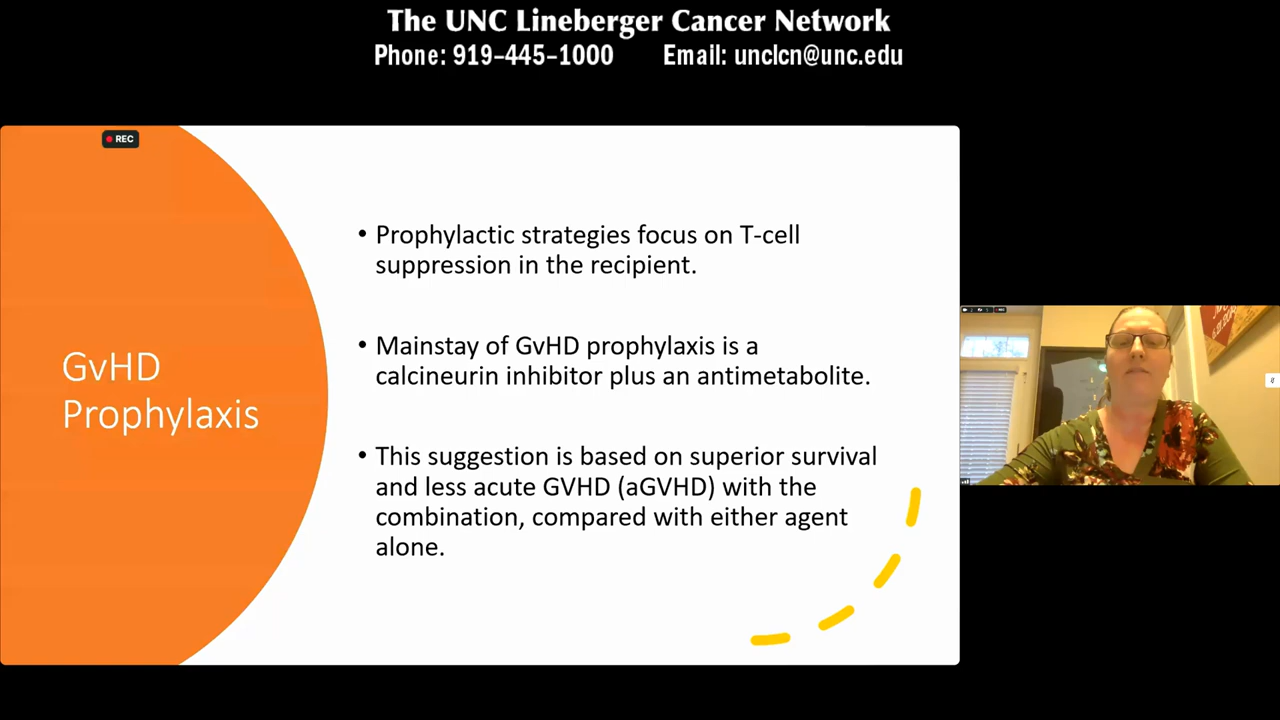 The UNC Lineberger Cancer Network
Phone: 919-445-1000 Email: unclcn@unc.edu
REC
GvHD
Prophylaxis
• Prophylactic strategies focus on T-cell
suppression in the recipient.
• Mainstay of GvHD prophylaxis is a
calcineurin inhibitor plus an antimetabolite.
• This suggestion is based on superior survival
and less acute GVHD (aGVHD) with the
combination, compared with either agent
alone.